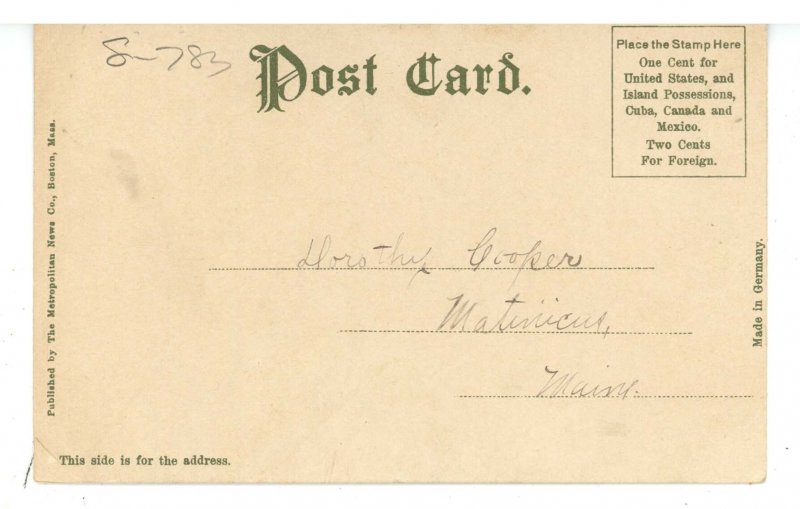 S-783
Post Card.
Place the Stamp Here
One Cent for
United States, and
Island Possessions,
Cuba, Canada and
Mexico.
Two Cents
For Foreign.
Published by The Metropolitan News Co., Boston, Mass.
Dorothy Cooper
Matinicus,
Maine.
Made in Germany.
This side is for the address.